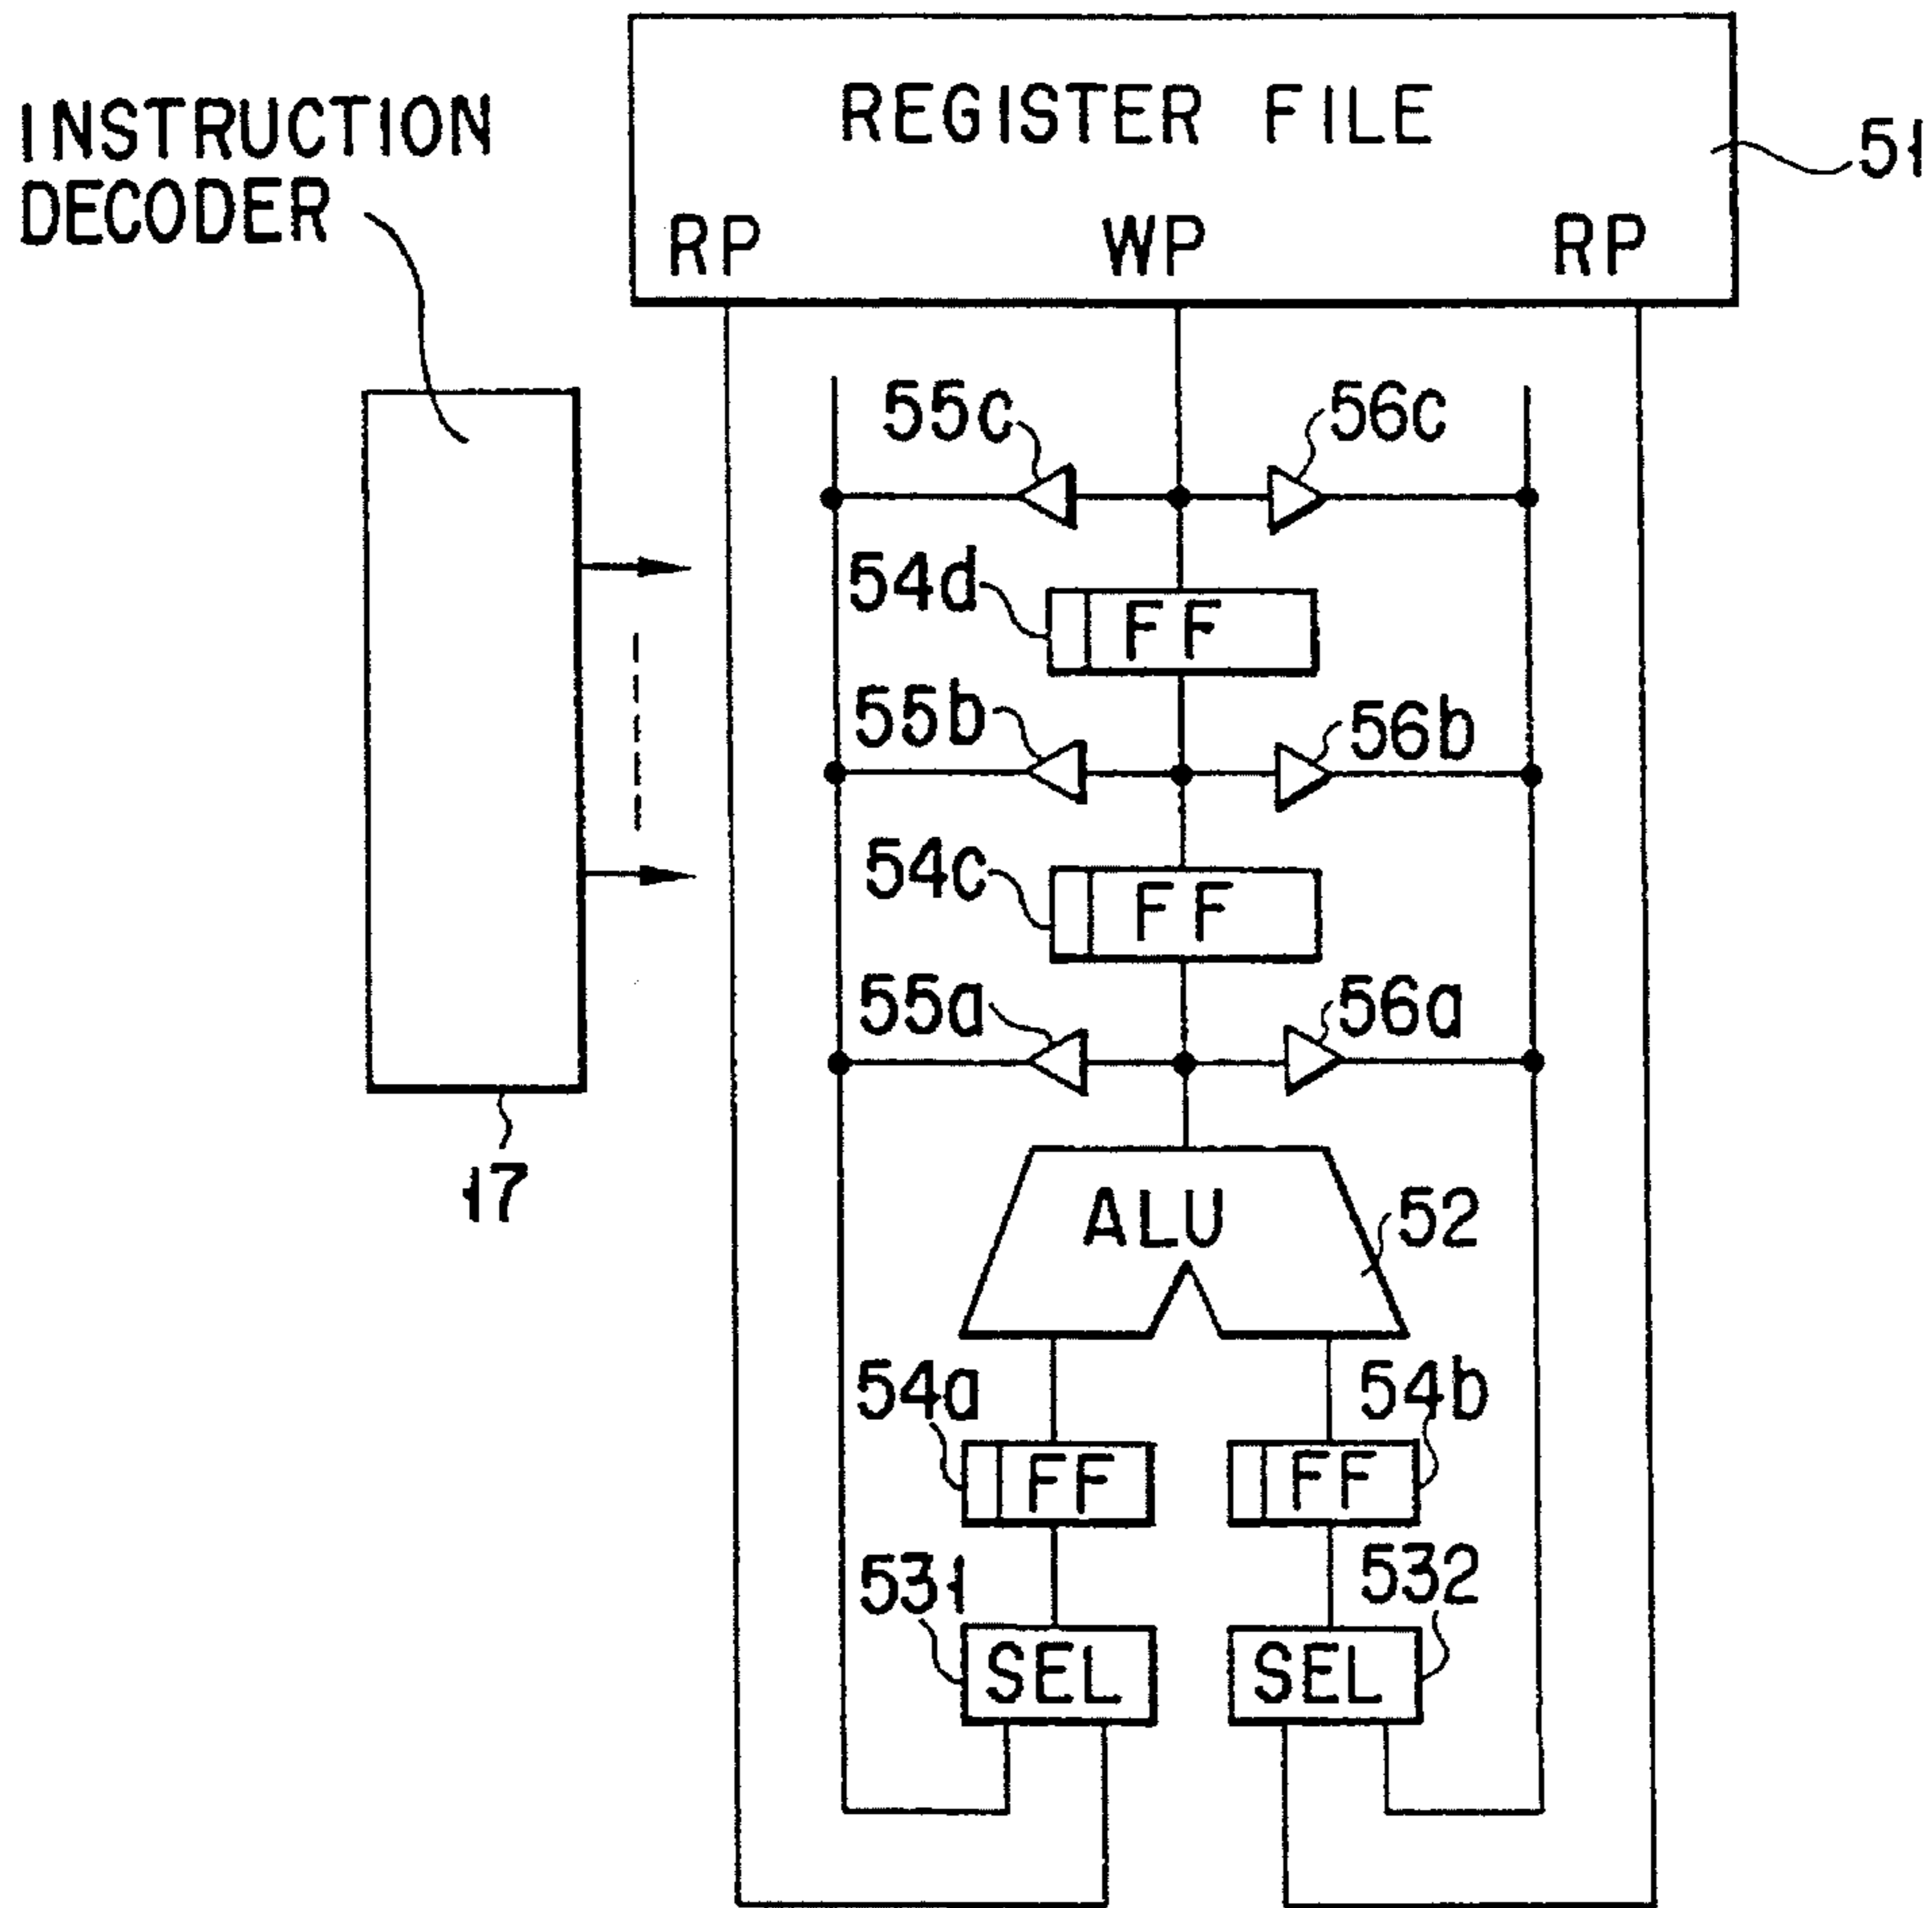 REGISTER FILE
INSTRUCTION
DECODER
51
RP WP RP
55c 56c
54d FF
55b 56b
54c FF
55a 56a
17
ALU 52
54a 54b
FF FF
531 532
SEL SEL